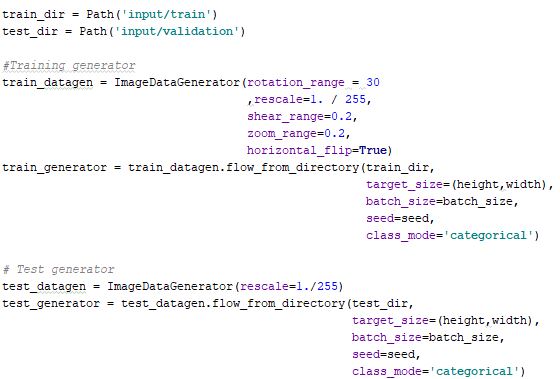 train_dir = Path('input/train')
test_dir = Path('input/validation')
#Training generator
train_datagen = ImageDataGenerator(rotation_range = 30
,rescale=1. / 255,
shear_range=0.2,
zoom_range=0.2,
horizontal_flip=True)
train_generator = train_datagen.flow_from_directory(train_dir,
target_size=(height,width),
batch_size=batch_size,
seed=seed,
class_mode='categorical')
# Test generator
test_datagen = ImageDataGenerator(rescale=1./255)
test_generator = test_datagen.flow_from_directory(test_dir,
target_size=(height,width),
batch_size=batch_size,
seed=seed,
class_mode='categorical')